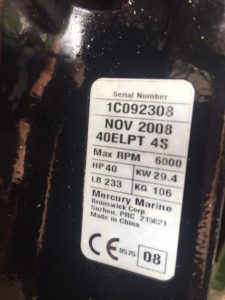 Serial Number
1C092308
NOV 2008
40ELPT 4S
Max RPM 6000
HP 40 KW 29.4
LB 233 KG 106
Mercury Marine
Brunswick Corp.
Suzhou, PRC 215021
Made in China
CE 0575 08